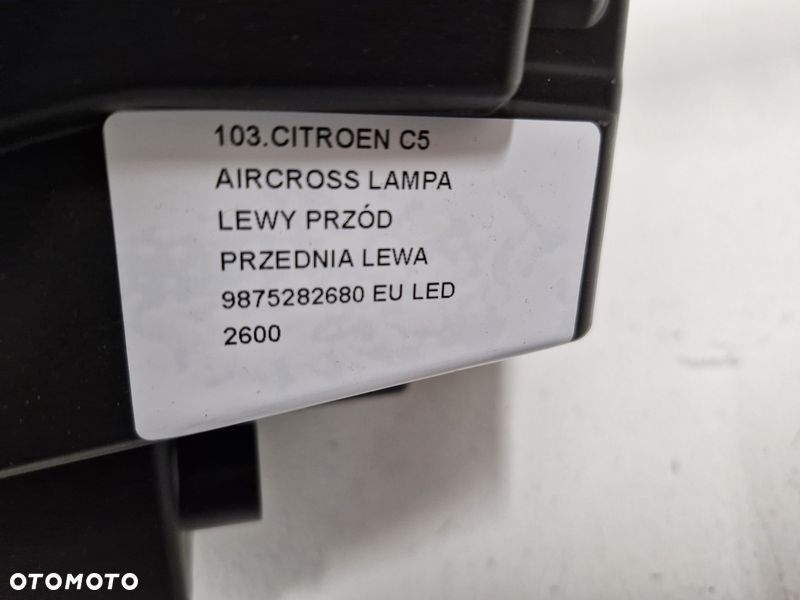 103.CITROEN C5
AIRCROSS LAMPA
LEWY PRZÓD
PRZEDNIA LEWA
9875282680 EU LED
2600
OTOMOTO